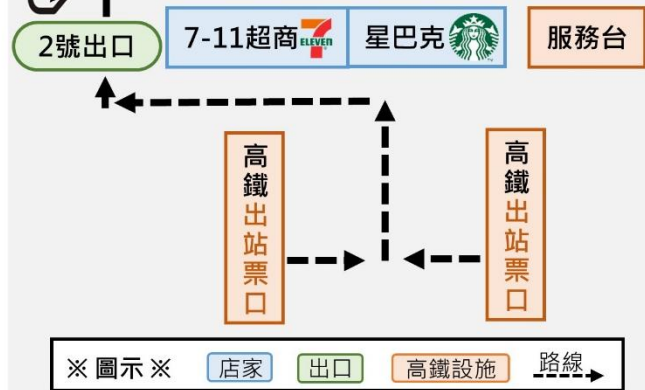 2號出口
7-11超商
ELEVEN
星巴克
服務台
高鐵出站票口
高鐵出站票口
※ 圖示 ※ 店家 出口 高鐵設施 路線